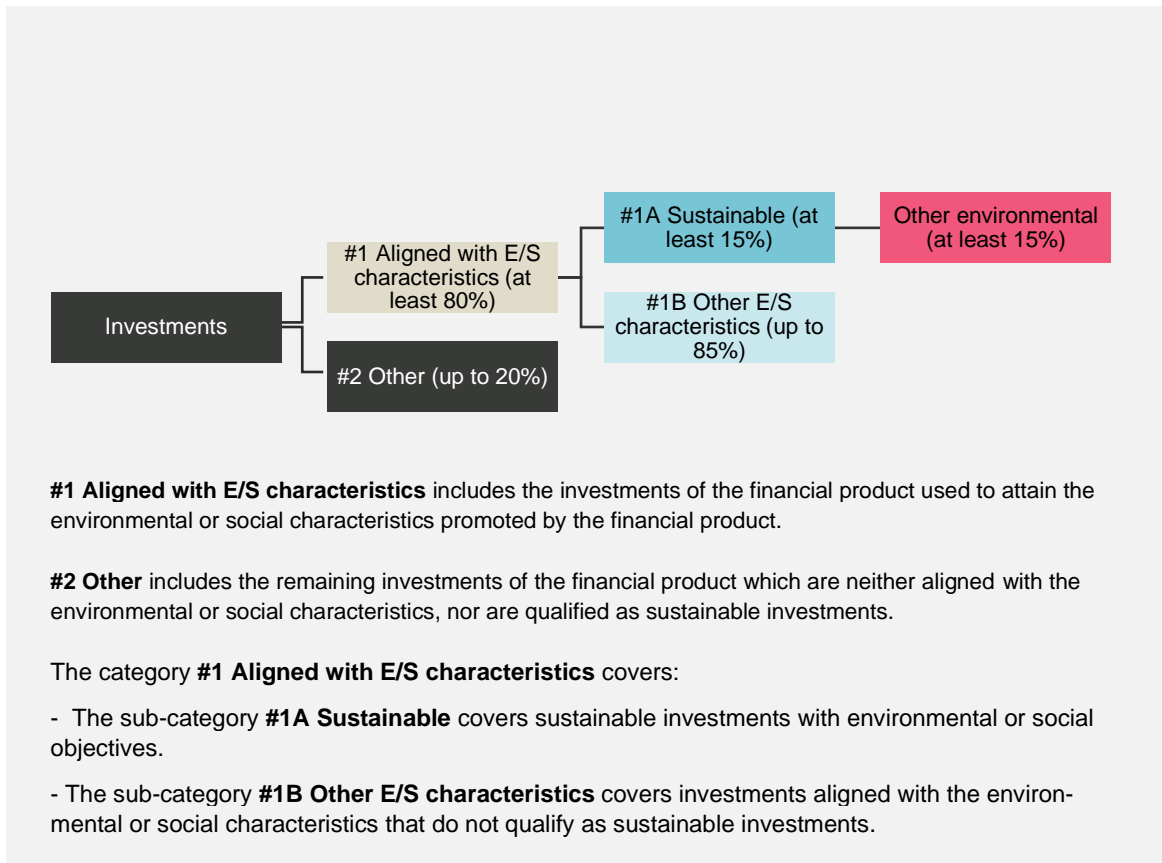 Investments
#1 Aligned with E/S
characteristics (at
least 80%)
#2 Other (up to 20%)
#1A Sustainable (at
least 15%)
#1B Other E/S
characteristics (up to
85%)
Other environmental
(at least 15%)
#1 Aligned with E/S characteristics includes the investments of the financial product used to attain the
environmental or social characteristics promoted by the financial product.
#2 Other includes the remaining investments of the financial product which are neither aligned with the
environmental or social characteristics, nor are qualified as sustainable investments.
The category #1 Aligned with E/S characteristics covers:
- The sub-category #1A Sustainable covers sustainable investments with environmental or social
objectives.
- The sub-category #1B Other E/S characteristics covers investments aligned with the environ-
mental or social characteristics that do not qualify as sustainable investments.